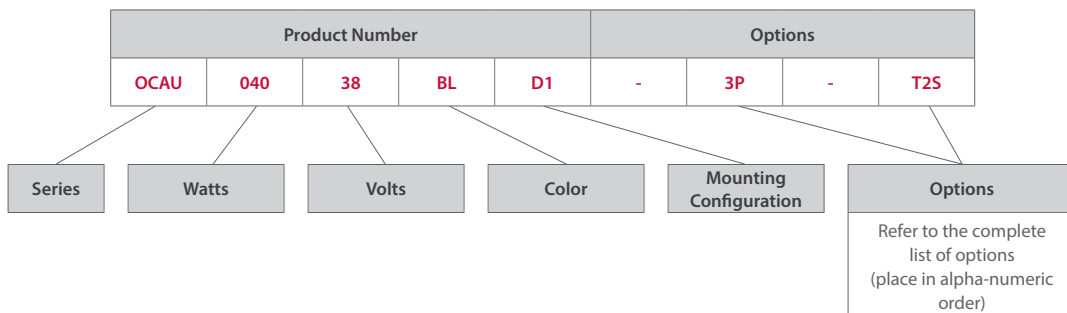 Product Number Options
OCAU 040 38 BL D1 - 3P - T2S
Series Watts Volts Color Mounting Configuration Options
Refer to the complete
list of options
(place in alpha-numeric
order)